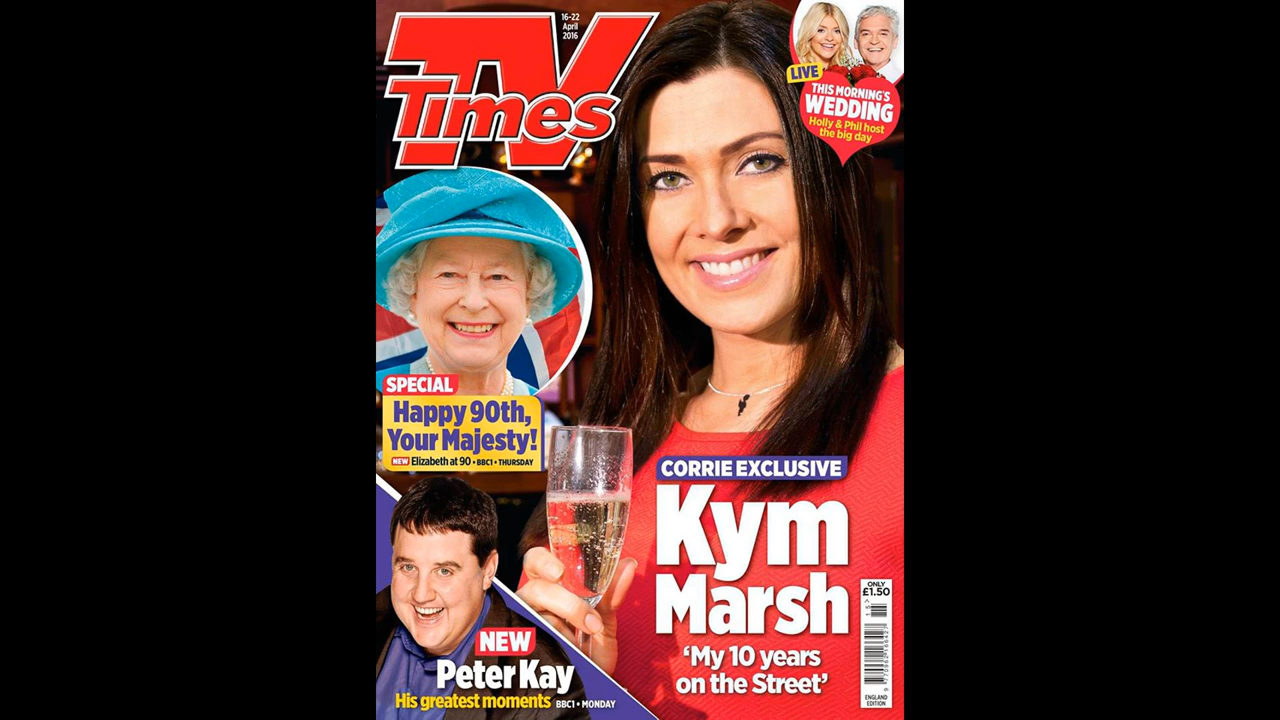 TV
Times
16-22
April
2016
LIVE
THIS MORNING'S
WEDDING
Holly & Phil host
the big day
SPECIAL
Happy 90th,
Your Majesty!
NEW Elizabeth at 90 • BBC1 • THURSDAY
CORRIE EXCLUSIVE
Kym
Marsh
‘My 10 years
on the Street’
NEW
Peter Kay
His greatest moments BBC1 • MONDAY
ONLY
£1.50
ENGLAND
EDITION